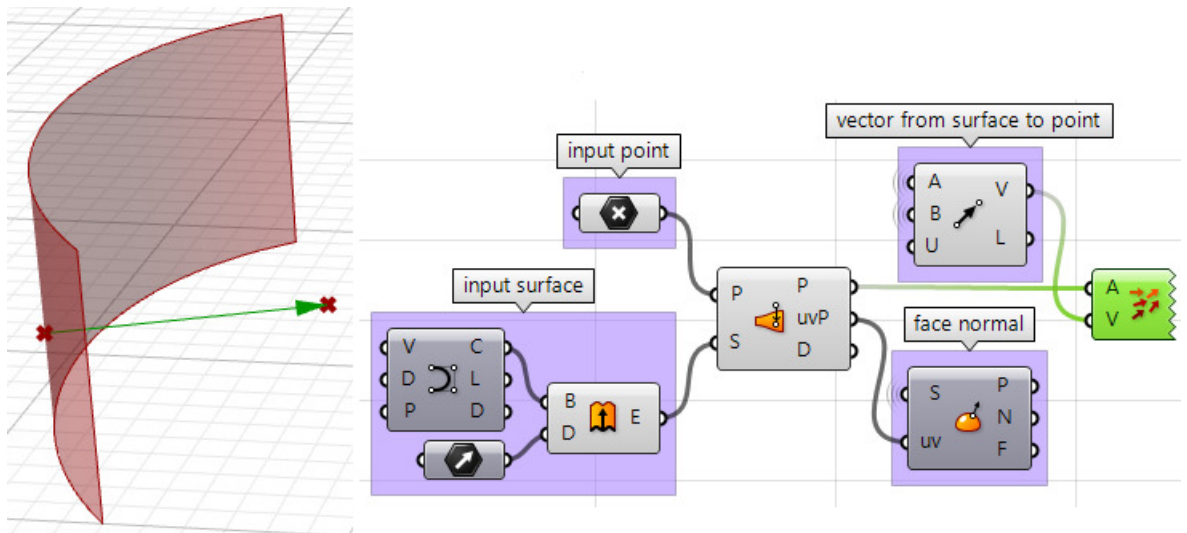 vector from surface to point
input point
A V
B
U L
input surface
P P
uvP
S D
A
V
face normal
V C
D L
P D
B E
D
S P
N
uv F